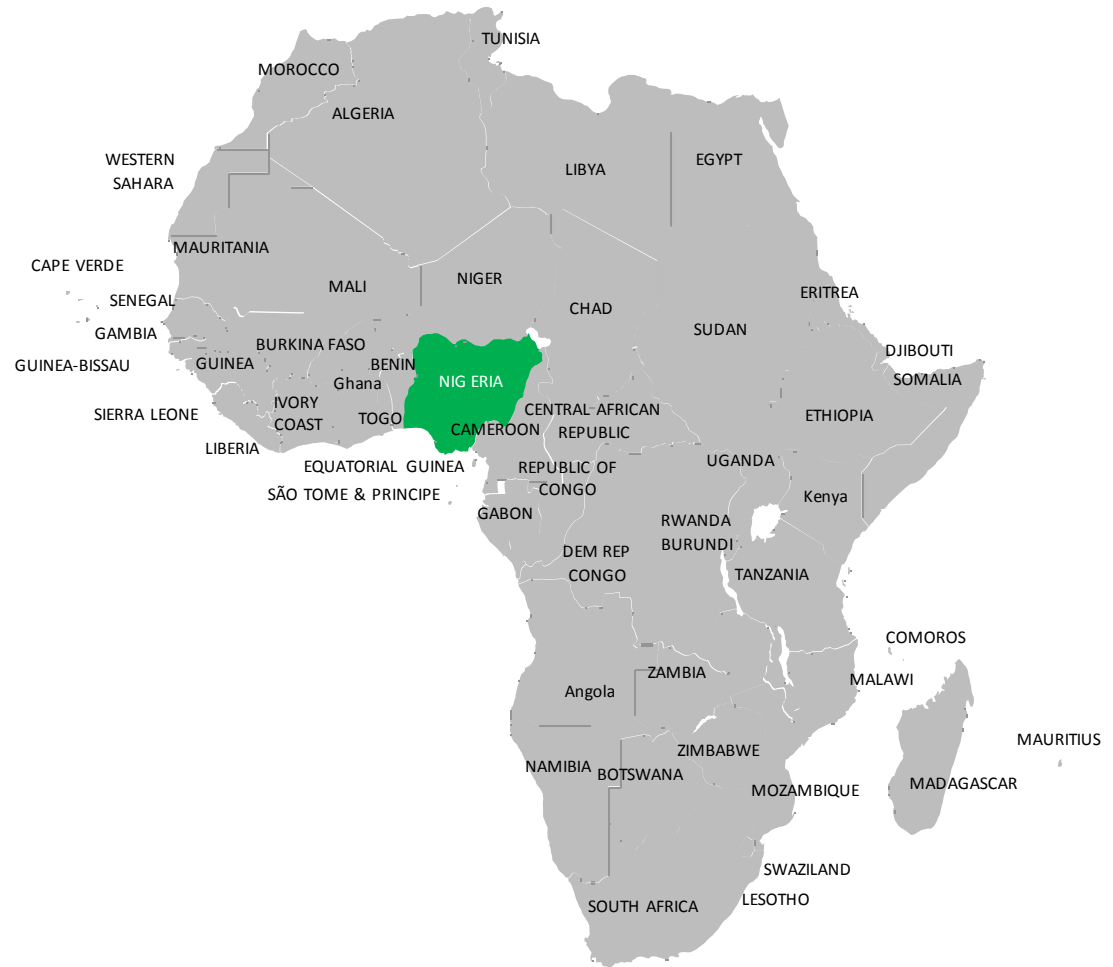 TUNISIA
MOROCCO
ALGERIA
WESTERN
SAHARA
LIBYA
EGYPT
MAURITANIA
CAPE VERDE
MALI
NIGER
SENEGAL
CHAD
ERITREA
GAMBIA
SUDAN
BURKINA FASO
GUINEA-BISSAU
GUINEA
BENIN
DJIBOUTI
Ghana
NIG ERIA
SOMALIA
IVORY
COAST
SIERRA LEONE
TOGO
CENTRAL AFRICAN
REPUBLIC
ETHIOPIA
CAMEROON
LIBERIA
EQUATORIAL GUINEA
REPUBLIC OF
CONGO
UGANDA
SÃO TOME & PRINCIPE
Kenya
GABON
RWANDA
BURUNDI
DEM REP
CONGO
TANZANIA
COMOROS
ZAMBIA
MALAWI
Angola
MAURITIUS
ZIMBABWE
NAMIBIA
BOTSWANA
MADAGASCAR
MOZAMBIQUE
SWAZILAND
LESOTHO
SOUTH AFRICA